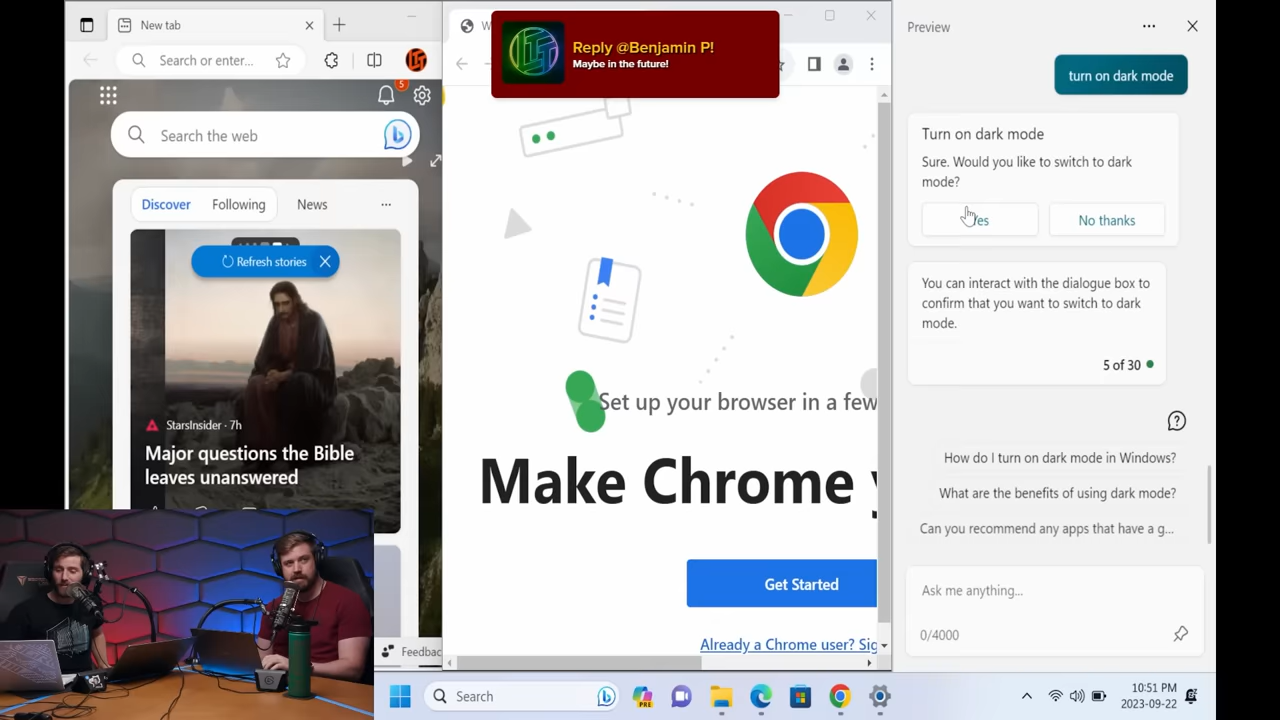 New tab
Search or enter...
5
Search the web
Discover
Following
News
...
Refresh stories
StarsInsider · 7h
Major questions the Bible
leaves unanswered
Feedba
W
Reply @Benjamin P!
Maybe in the future!
Set up your browser in a few
Make Chrome y
Get Started
Already a Chrome user? Sig
Preview
turn on dark mode
Turn on dark mode
Sure. Would you like to switch to dark
mode?
Yes
No thanks
You can interact with the dialogue box to
confirm that you want to switch to dark
mode.
5 of 30
How do I turn on dark mode in Windows?
What are the benefits of using dark mode?
Can you recommend any apps that have a g...
Ask me anything...
0/4000
Search
PRE
10:51 PM
2023-09-22